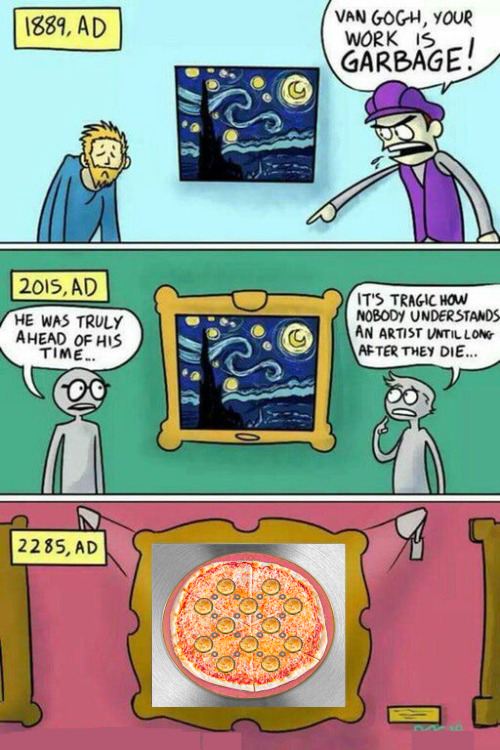 1889, AD
VAN GOGH, YOUR
WORK IS
GARBAGE!
2015, AD
HE WAS TRULY
AHEAD OF HIS
TIME...
IT'S TRAGIC HOW
NOBODY UNDERSTANDS
AN ARTIST UNTIL LONG
AFTER THEY DIE...
2285, AD